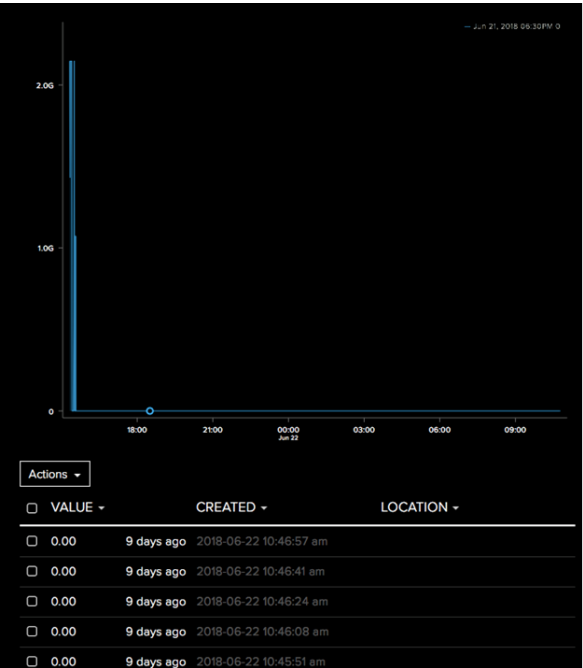 Jun 21, 2018 06:30PM 0
2.0G
1.0G
0
18:00 21:00 00:00 03:00 06:00 09:00
Jun 22
Actions
VALUE CREATED LOCATION
0.00 9 days ago 2018-06-22 10:46:57 am
0.00 9 days ago 2018-06-22 10:46:41 am
0.00 9 days ago 2018-06-22 10:46:24 am
0.00 9 days ago 2018-06-22 10:46:08 am
0.00 9 days ago 2018-06-22 10:45:51 am